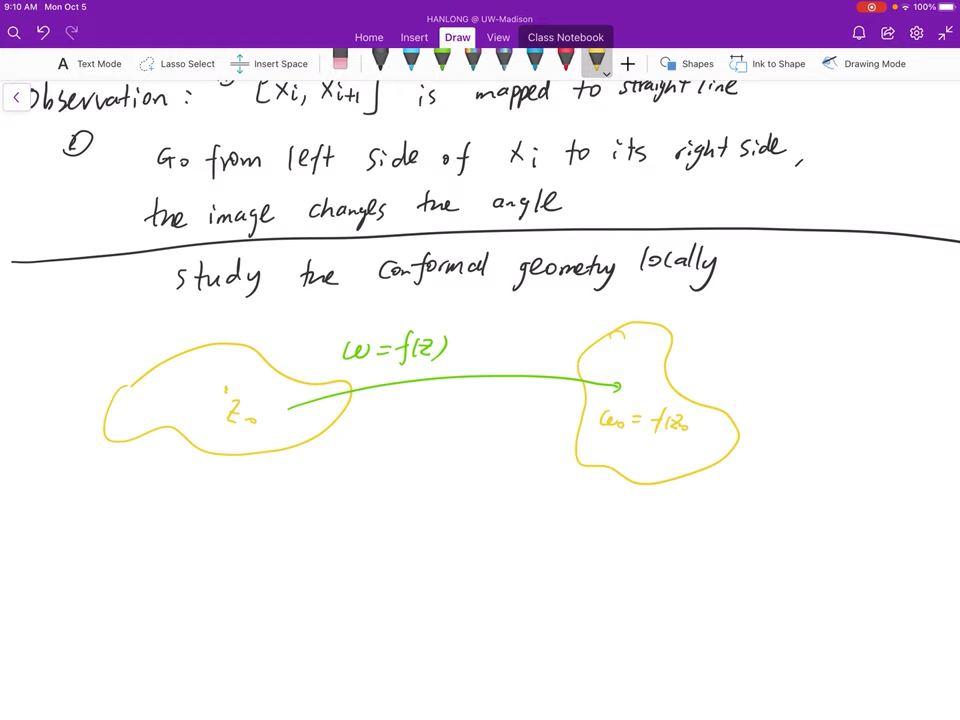 9:10 AM Mon Oct 5
100%
HANLONG @ UW-Madison
Home Insert Draw View Class Notebook
Text Mode Lasso Select Insert Space Shapes Ink to Shape Drawing Mode
Observation : [xi, xi+1] is mapped to straight line
② Go from left side of xi to its right side,
the image changes the angle
study the conformal geometry locally
w = f(z)
z0
w0 = f(z0